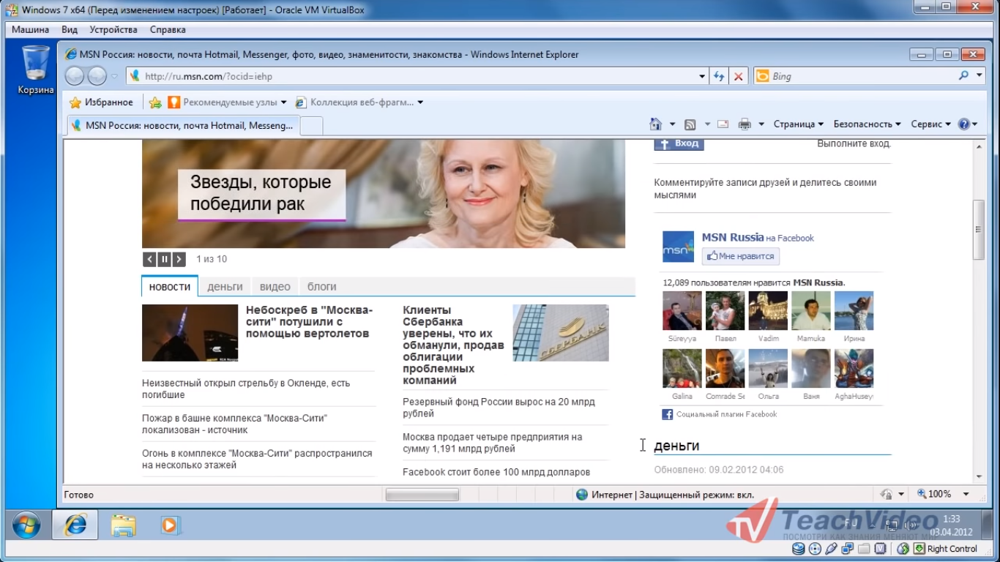 Windows 7 x64 (Перед изменением настроек) [Работает] - Oracle VM VirtualBox
Машина Вид Устройства Справка
Корзина
MSN Россия: новости, почта Hotmail, Messenger, фото, видео, знаменитости, знакомства - Windows Internet Explorer
http://ru.msn.com/?ocid=iehp
Bing
Избранное
Рекомендуемые узлы
Коллекция веб-фрагм...
MSN Россия: новости, почта Hotmail, Messeng...
Страница Безопасность Сервис
Звезды, которые
победили рак
1 из 10
новости деньги видео блоги
Небоскреб в "Москва-
сити" потушили с
помощью вертолетов
Неизвестный открыл стрельбу в Окленде, есть
погибшие
Пожар в башне комплекса "Москва-Сити"
локализован - источник
Огонь в комплексе "Москва-Сити" распространился
на несколько этажей
Клиенты
Сбербанка
уверены, что их
обманули, продав
облигации
проблемных
компаний
СБЕРБАНК
Резервный фонд России вырос на 20 млрд
рублей
Москва продает четыре предприятия на
сумму 1,191 млрд рублей
Facebook стоит более 100 млрд долларов
Вход
Выполните вход.
Комментируйте записи друзей и делитесь своими
мыслями
msn
MSN Russia на Facebook
Мне нравится
12,089 пользователям нравится MSN Russia.
Süreyya Павел Vadim Mamuka Ирина
Galina Comrade Se Ольга Ваня AghaHusey
Социальный плагин Facebook
деньги
Обновлено: 09.02.2012 04:06
Готово
Интернет | Защищенный режим: вкл.
100%
RU
1:33
03.04.2012
TV TeachVideo
ПОСМОТРИ КАК ЗНАНИЯ МЕНЯЮТ МИР
Right Control